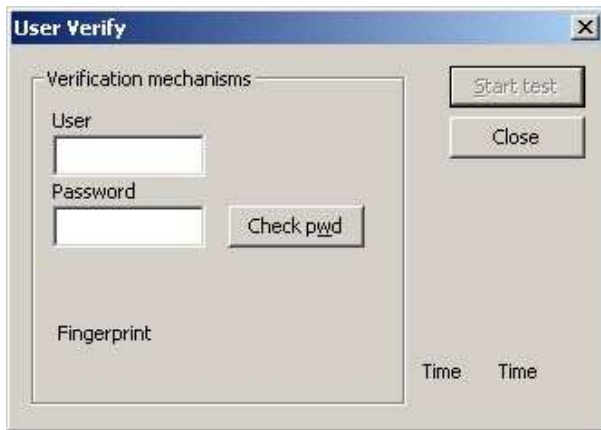 User Verify
Verification mechanisms
Start test
User
Close
Password
Check pwd
Fingerprint
Time Time